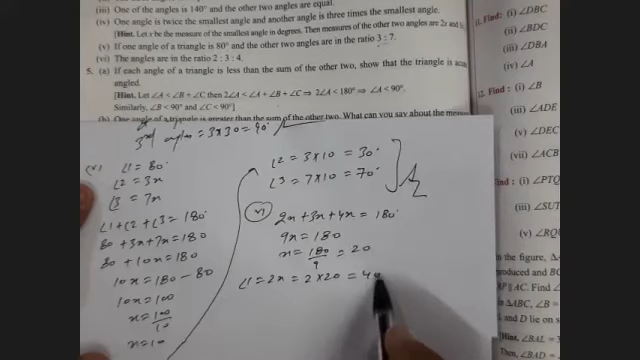 (iii) One of the angles is 140° and the other two angles are equal.
(iv) One angle is twice the smallest angle and another angle is three times the smallest angle.
[Hint. Let x be the measure of the smallest angle in degrees. Then measures of the other two angles are 2x and
(v) If one angle of a triangle is 80° and the other two angles are in the ratio 3 : 7.
(vi) The angles are in the ratio 2 : 3 : 4.
5. (a) If each angle of a triangle is less than the sum of the other two, show that the triangle is acute
angled.
[Hint. Let ∠A < ∠B + ∠C then 2∠A < ∠A + ∠B + ∠C ⇒ 2∠A < 180° ⇒ ∠A < 90°.
Similarly, ∠B < 90° and ∠C < 90°]
(b) One angle of a triangle is greater than the sum of the other two. What can you say about the
3rd angle = 3×30 = 90°
(v) ∠1 = 80°
∠2 = 3x
∠3 = 7x
∠1 + ∠2 + ∠3 = 180°
80 + 3x + 7x = 180
80 + 10x = 180
10x = 180 - 80
10x = 100
x = 100/10
x = 10
∠2 = 3×10 = 30°
∠3 = 7×10 = 70°
vi
2x + 3x + 4x = 180°
9x = 180
x = 180/9 = 20
∠1 = 2x = 2×20 = 40
Find: (i) ∠DBC
(ii) ∠BDC
(iii) ∠DBA
(iv) ∠A
12. Find: (i) ∠B
(iii) ∠ADE
(v) ∠DEC
(vii) ∠ACB
Find : (i) ∠PTQ
(iii) ∠SUT
(v) ∠RQ
produced and BC
AP ∥ AC. Find ∠
In ΔABC, ∠B =
and D lie on s
[Hint. ∠BAL =
Then, ∠BAD =